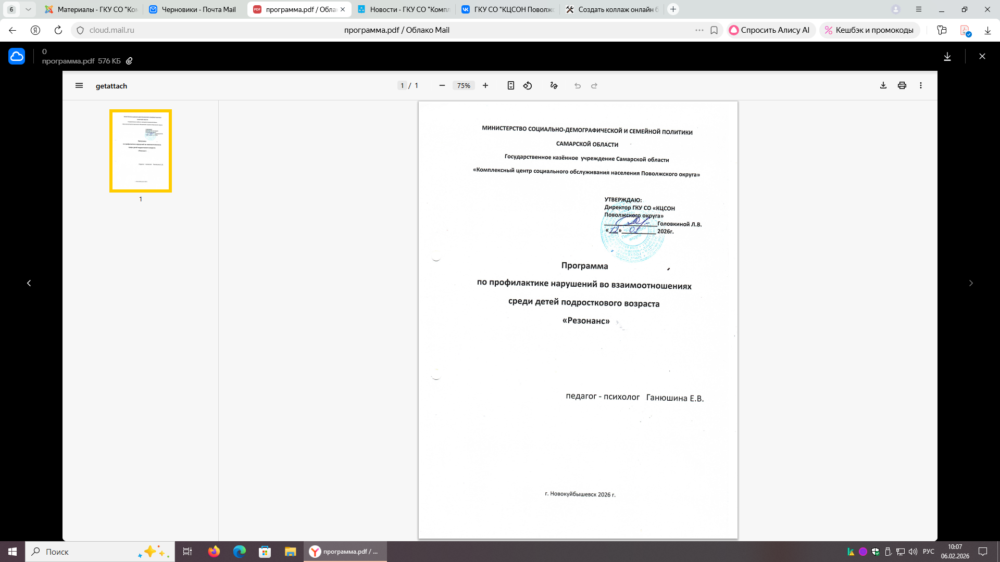 6
Материалы - ГКУ СО "Ком
Черновики - Почта Mail
программа.pdf / Обла
Новости - ГКУ СО "Компл
ГКУ СО "КЦСОН Поволжс
Создать коллаж онлайн б
cloud.mail.ru
программа.pdf / Облако Mail
Спросить Алису AI
Кешбэк и промокоды
0
программа.pdf 576 КБ
getattach
1 / 1
75%
1
МИНИСТЕРСТВО СОЦИАЛЬНО-ДЕМОГРАФИЧЕСКОЙ И СЕМЕЙНОЙ ПОЛИТИКИ
САМАРСКОЙ ОБЛАСТИ
Государственное казённое учреждение Самарской области
«Комплексный центр социального обслуживания населения Поволжского округа»
УТВЕРЖДАЮ:
Директор ГКУ СО «КЦСОН
Поволжского округа»
Головкиной Л.В.
«12» 01 2026г.
Программа
по профилактике нарушений во взаимоотношениях
среди детей подросткового возраста
«Резонанс»
педагог - психолог Ганюшина Е.В.
г. Новокуйбышевск 2026 г.
Поиск
программа.pdf / ...
РУС
10:07
06.02.2026